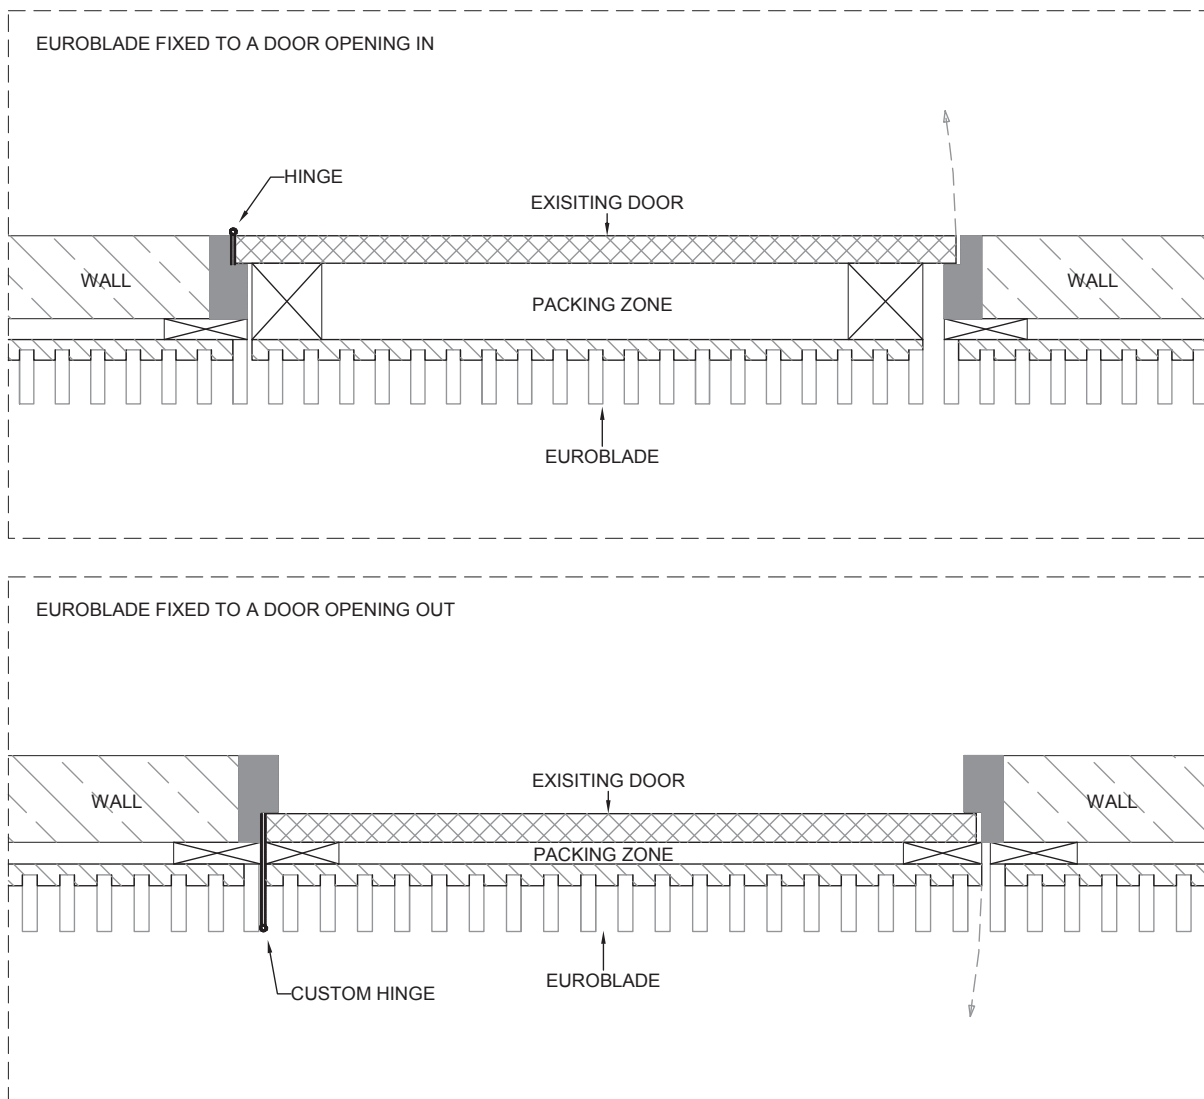 EUROBLADE FIXED TO A DOOR OPENING IN
HINGE
EXISITING DOOR
WALL
PACKING ZONE
WALL
EUROBLADE
EUROBLADE FIXED TO A DOOR OPENING OUT
EXISITING DOOR
WALL
WALL
PACKING ZONE
EUROBLADE
CUSTOM HINGE